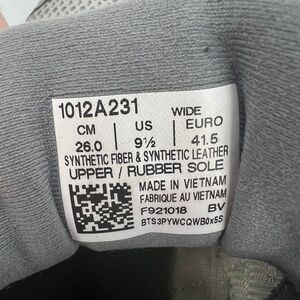 1012A231 WIDE
CM US EURO
26.0 9½ 41.5
SYNTHETIC FIBER & SYNTHETIC LEATHER
UPPER / RUBBER SOLE
MADE IN VIETNAM
FABRIQUE AU VIETNAM
F921018 BV
BTS3PYWCQWB0x5S